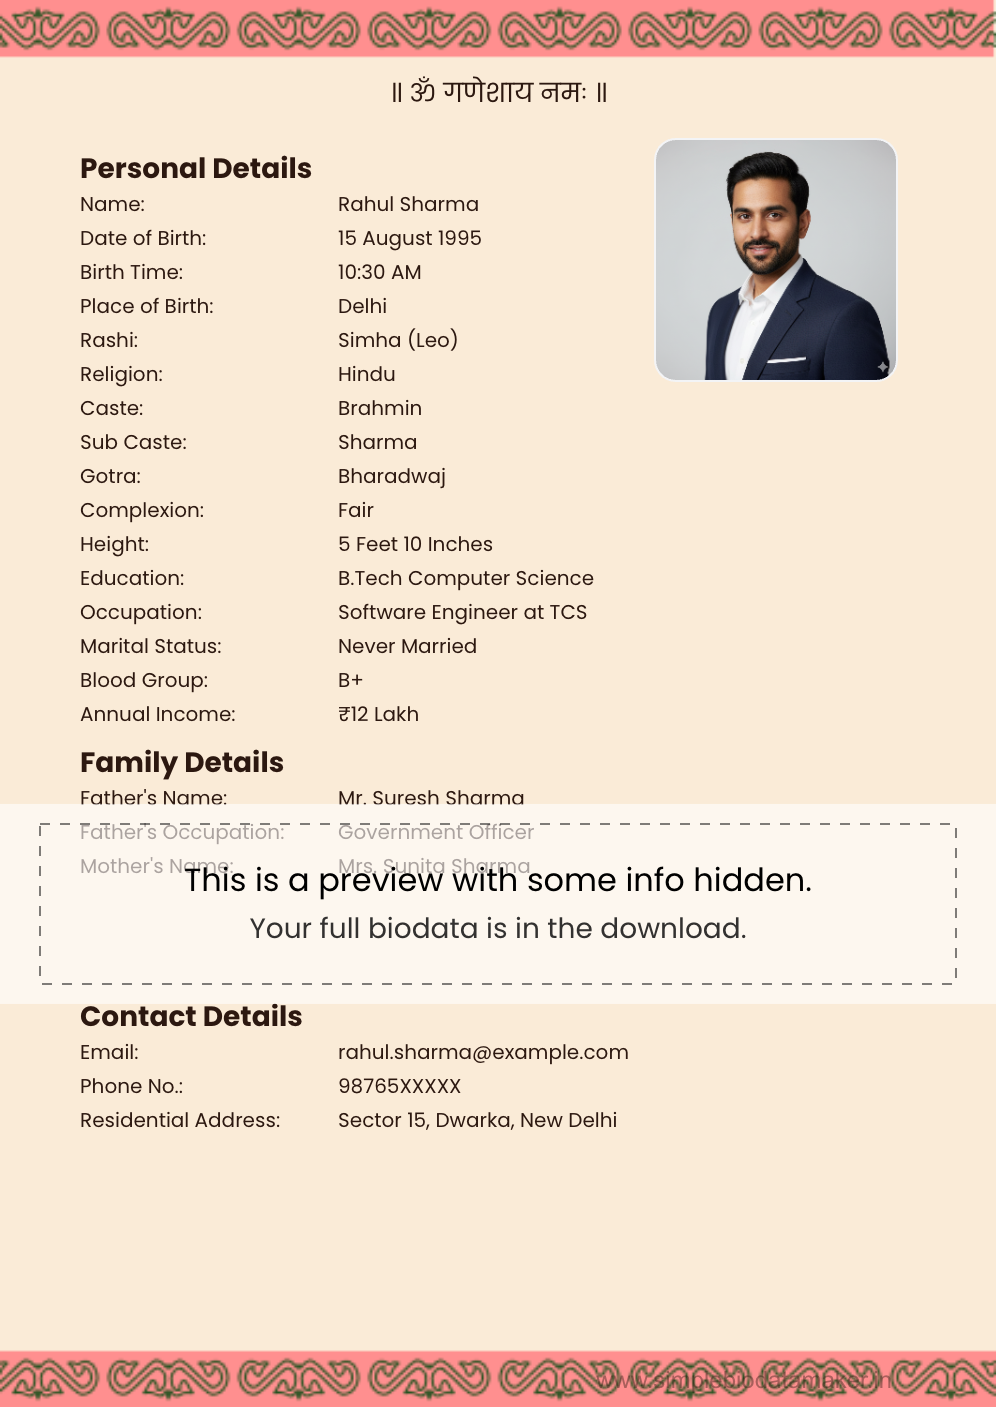 ॥ ॐ गणेशाय नमः ॥
Personal Details
Name: Rahul Sharma
Date of Birth: 15 August 1995
Birth Time: 10:30 AM
Place of Birth: Delhi
Rashi: Simha (Leo)
Religion: Hindu
Caste: Brahmin
Sub Caste: Sharma
Gotra: Bharadwaj
Complexion: Fair
Height: 5 Feet 10 Inches
Education: B.Tech Computer Science
Occupation: Software Engineer at TCS
Marital Status: Never Married
Blood Group: B+
Annual Income: ₹12 Lakh
Family Details
Father's Name: Mr. Suresh Sharma
Father's Occupation: Government Officer
Mother's Name: Mrs. Sunita Sharma
This is a preview with some info hidden.
Your full biodata is in the download.
Contact Details
Email: rahul.sharma@example.com
Phone No.: 98765XXXXX
Residential Address: Sector 15, Dwarka, New Delhi
www.simplebiodatamaker.in